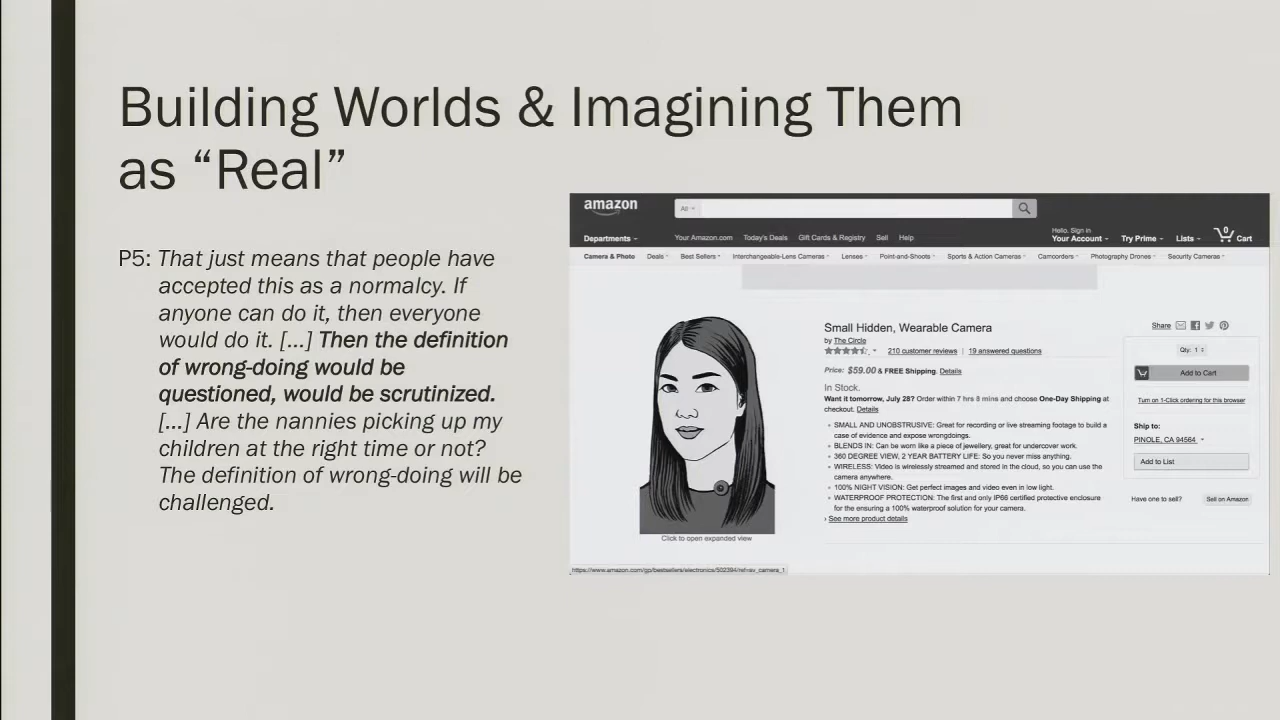 Building Worlds & Imagining Them
as “Real”
P5: That just means that people have
accepted this as a normalcy. If
anyone can do it, then everyone
would do it. [...] Then the definition
of wrong-doing would be
questioned, would be scrutinized.
[...] Are the nannies picking up my
children at the right time or not?
The definition of wrong-doing will be
challenged.
amazon
All
Hello. Sign in
Departments Your Amazon.com Today's Deals Gift Cards & Registry Sell Help Your Account Try Prime Lists 0 Cart
Camera & Photo Deals Best Sellers Interchangeable-Lens Cameras Lenses Point-and-Shoots Sports & Action Cameras Camcorders Photography Drones Security Cameras
Small Hidden, Wearable Camera
by The Circle
210 customer reviews | 19 answered questions
Price: $59.00 & FREE Shipping. Details
In Stock.
Want it tomorrow, July 28? Order within 7 hrs 8 mins and choose One-Day Shipping at
checkout. Details
SMALL AND UNOBSTRUSIVE: Great for recording or live streaming footage to build a
case of evidence and expose wrongdoings.
BLENDS IN: Can be worn like a piece of jewellery, great for undercover work.
360 DEGREE VIEW, 2 YEAR BATTERY LIFE: So you never miss anything.
WIRELESS: Video is wirelessly streamed and stored in the cloud, so you can use the
camera anywhere.
100% NIGHT VISION: Get perfect images and video even in low light.
WATERPROOF PROTECTION: The first and only IP66 certified protective enclosure
for the ensuring a 100% waterproof solution for your camera.
› See more product details
Click to open expanded view
Share
Qty: 1
Add to Cart
Turn on 1-Click ordering for this browser
Ship to:
PINOLE, CA 94564
Add to List
Have one to sell? Sell on Amazon
https://www.amazon.com/gp/bestsellers/electronics/502394/ref=sv_camera_1